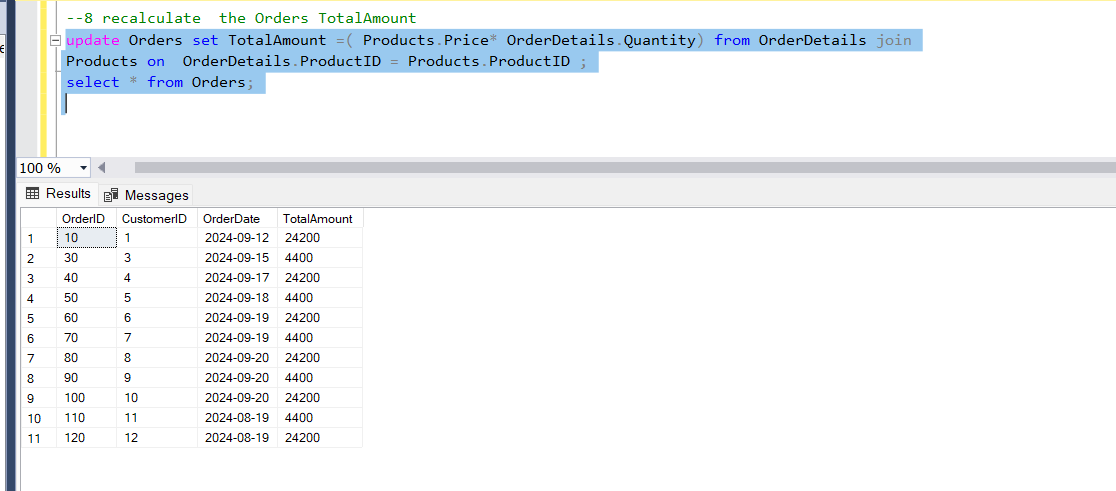 --8 recalculate  the Orders TotalAmount
update Orders set TotalAmount =( Products.Price* OrderDetails.Quantity) from OrderDetails join
Products on  OrderDetails.ProductID = Products.ProductID ;
select * from Orders;
100 %
Results Messages
OrderID CustomerID OrderDate TotalAmount
1 10 1 2024-09-12 24200
2 30 3 2024-09-15 4400
3 40 4 2024-09-17 24200
4 50 5 2024-09-18 4400
5 60 6 2024-09-19 24200
6 70 7 2024-09-19 4400
7 80 8 2024-09-20 24200
8 90 9 2024-09-20 4400
9 100 10 2024-09-20 24200
10 110 11 2024-08-19 4400
11 120 12 2024-08-19 24200